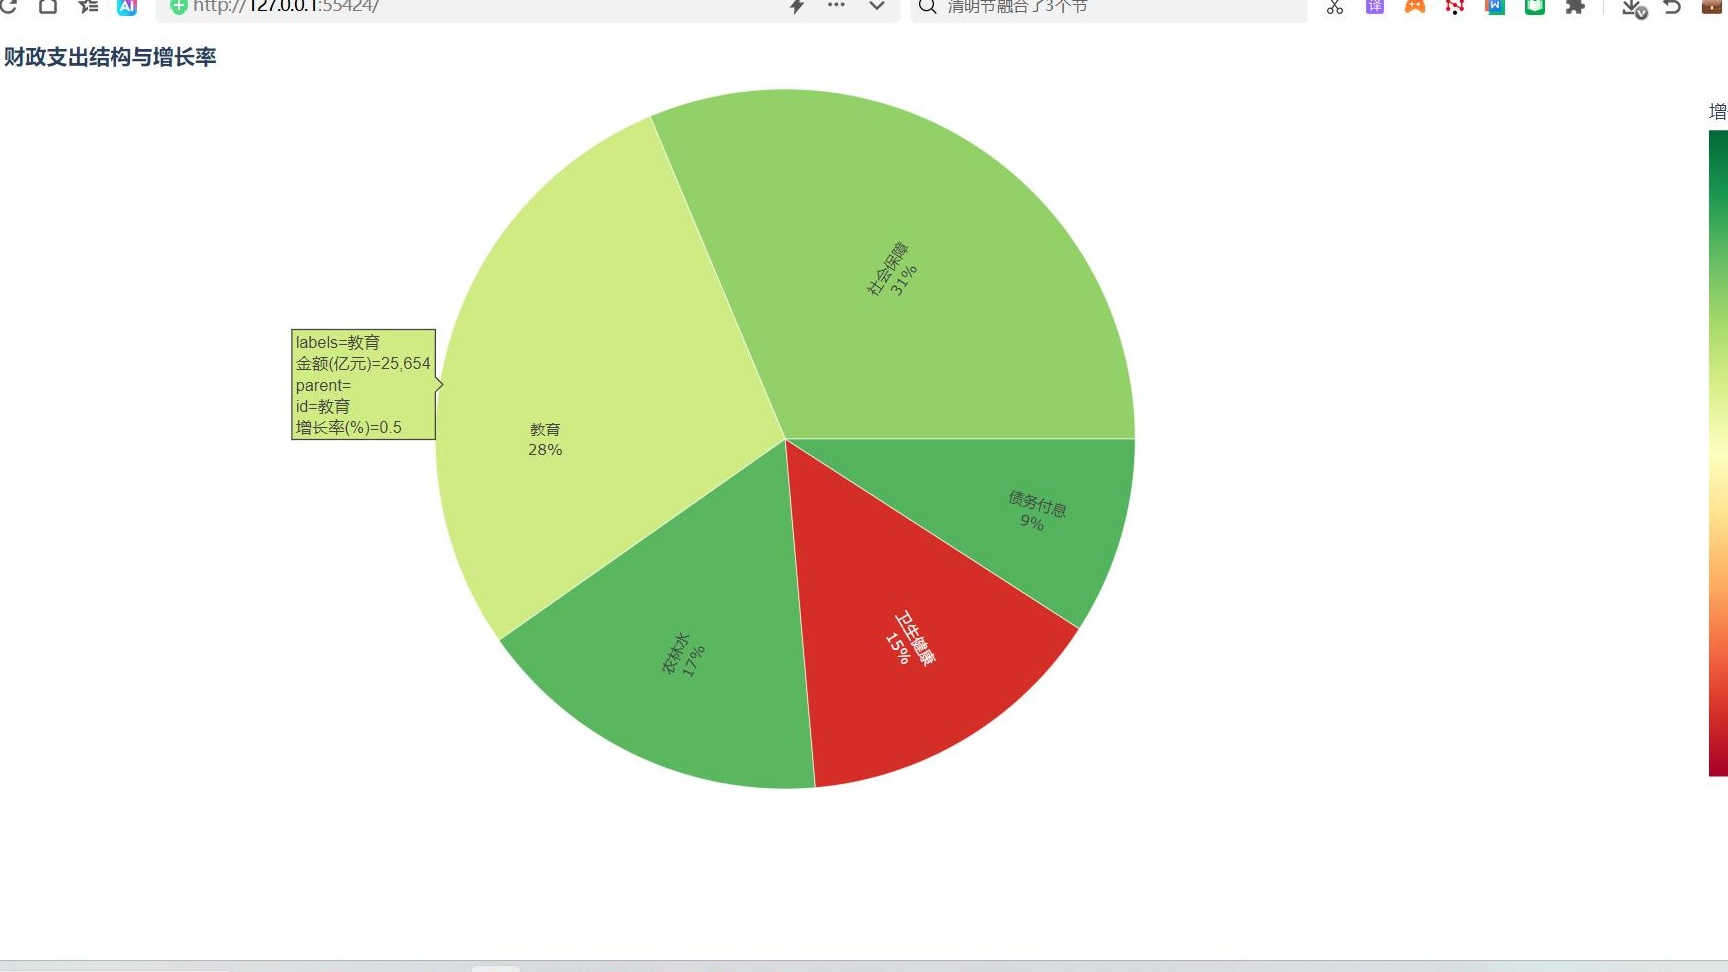 http://127.0.0.1:55424/
清明节融合了3个节
财政支出结构与增长率
社会保障
31%
labels=教育
金额(亿元)=25,654
parent=
id=教育
增长率(%)=0.5
教育
28%
债务付息
9%
卫生健康
15%
农林水
17%
增
AI
译
W